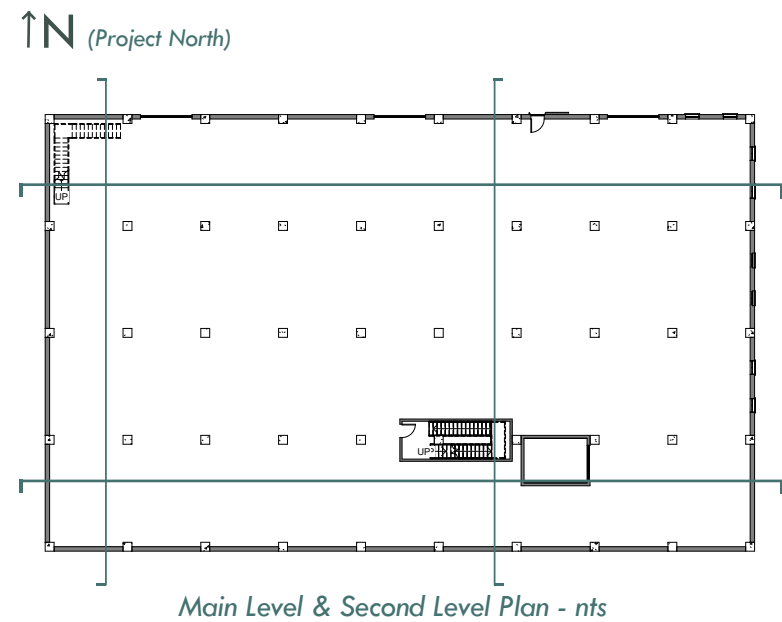 ↑N (Project North)
UP
UP
Main Level & Second Level Plan - nts